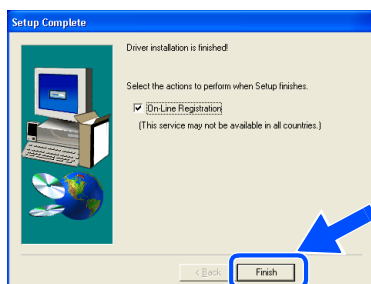 Setup Complete
Driver installation is finished!
Select the actions to perform when Setup finishes.
On-Line Registration
(This service may not be available in all countries.)
< Back
Finish